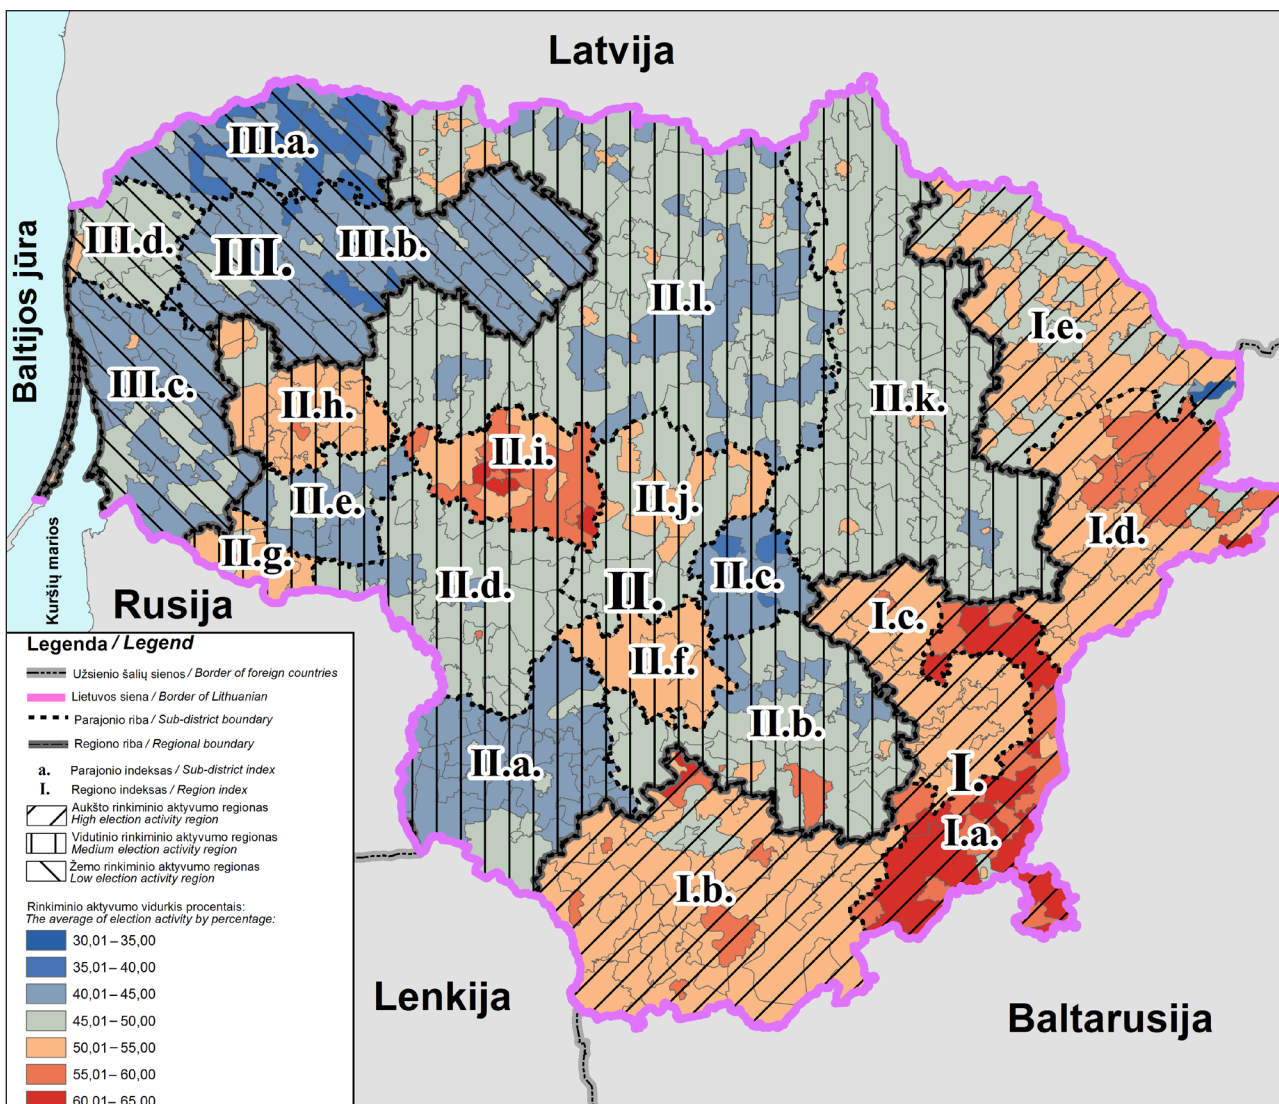 Latvija
III.a.
III.d.
III.
III.b.
II.l.
I.e.
Baltijos jūra
III.c.
II.h.
II.k.
II.i.
II.e.
II.j.
I.d.
II.g.
Kuršių marios
II.d.
II.
II.c.
I.c.
Rusija
II.f.
II.b.
II.a.
I.
I.a.
I.b.
Lenkija
Baltarusija
Legenda / Legend
Užsienio šalių sienos / Border of foreign countries
Lietuvos siena / Border of Lithuanian
Parajonio riba / Sub-district boundary
Regiono riba / Regional boundary
a. Parajonio indeksas / Sub-district index
I. Regiono indeksas / Region index
Aukšto rinkiminio aktyvumo regionas
High election activity region
Vidutinio rinkiminio aktyvumo regionas
Medium election activity region
Žemo rinkiminio aktyvumo regionas
Low election activity region
Rinkiminio aktyvumo vidurkis procentais:
The average of election activity by percentage:
30,01 – 35,00
35,01 – 40,00
40,01 – 45,00
45,01 – 50,00
50,01 – 55,00
55,01 – 60,00
60,01 – 65,00